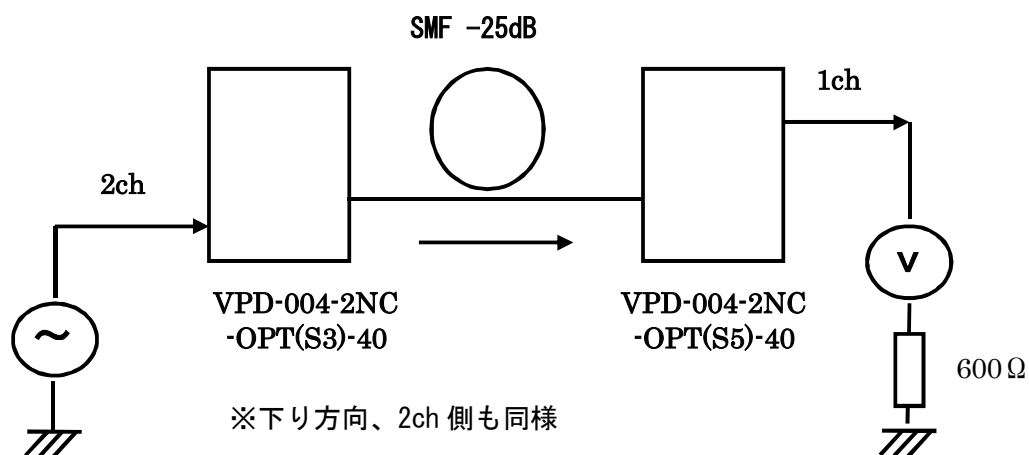 SMF -25dB
1ch
2ch
VPD-004-2NC
-OPT(S3)-40
VPD-004-2NC
-OPT(S5)-40
~
V
600Ω
※下り方向、2ch 側も同様